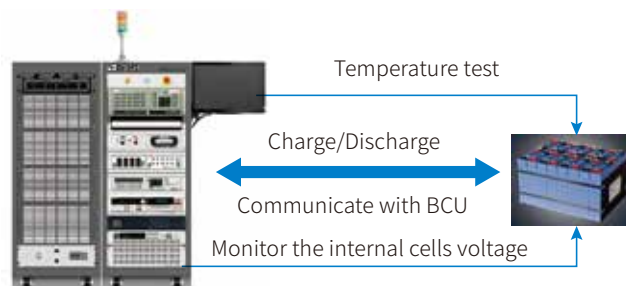 Temperature test
Charge/Discharge
Communicate with BCU
Monitor the internal cells voltage